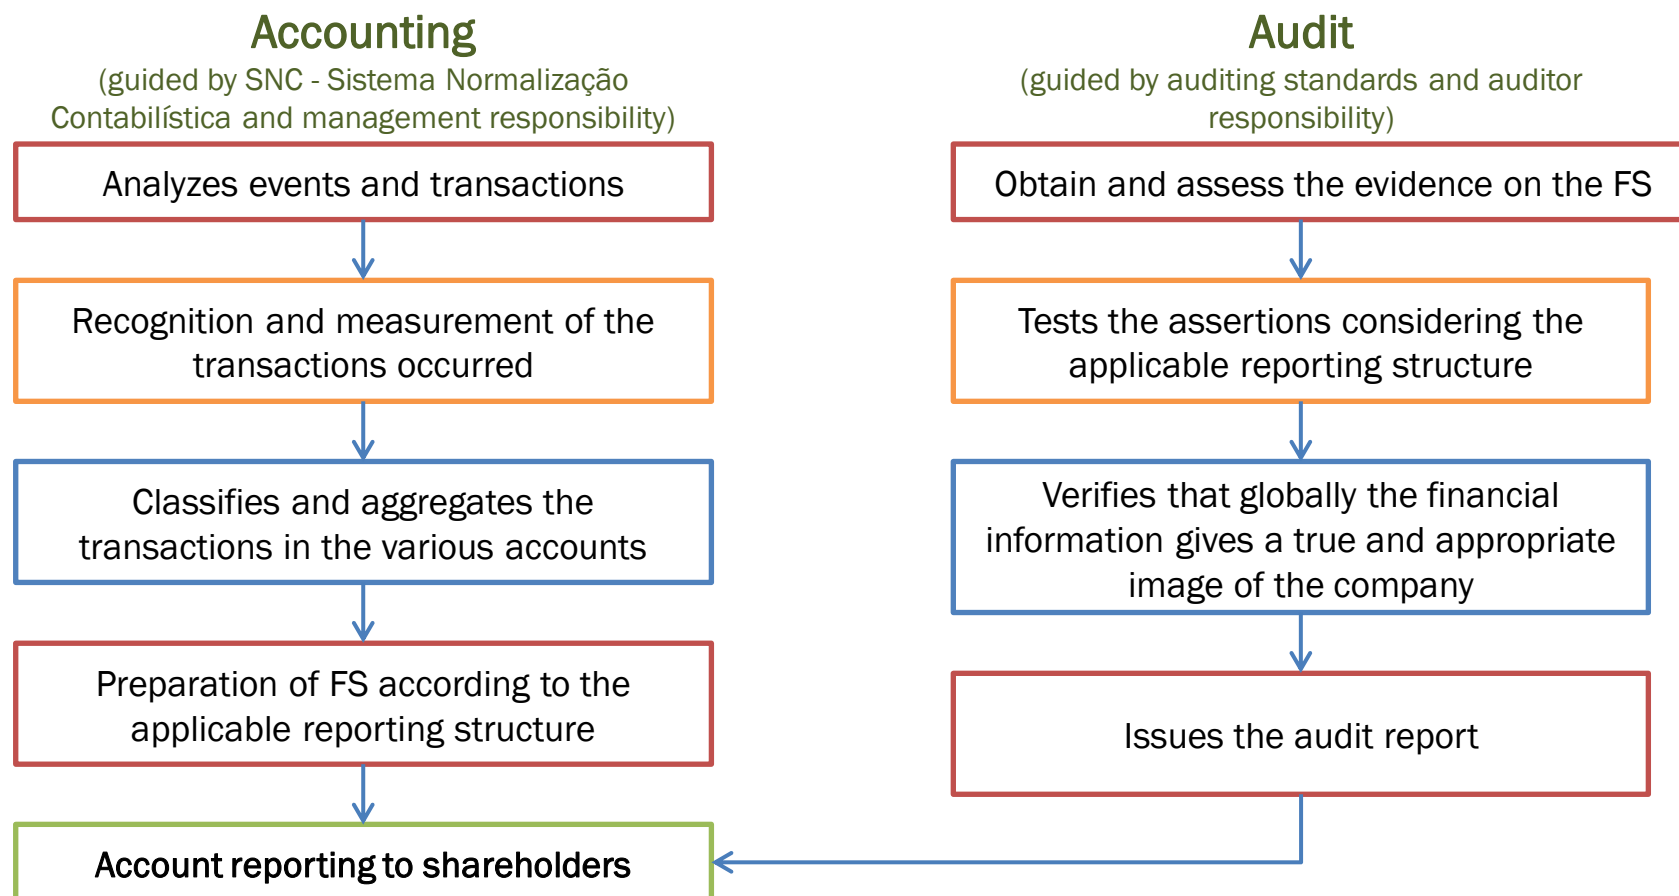 Accounting
(guided by SNC - Sistema Normalização
Contabilística and management responsibility)
Analyzes events and transactions
Recognition and measurement of the
transactions occurred
Classifies and aggregates the
transactions in the various accounts
Preparation of FS according to the
applicable reporting structure
Account reporting to shareholders
Audit
(guided by auditing standards and auditor
responsibility)
Obtain and assess the evidence on the FS
Tests the assertions considering the
applicable reporting structure
Verifies that globally the financial
information gives a true and appropriate
image of the company
Issues the audit report